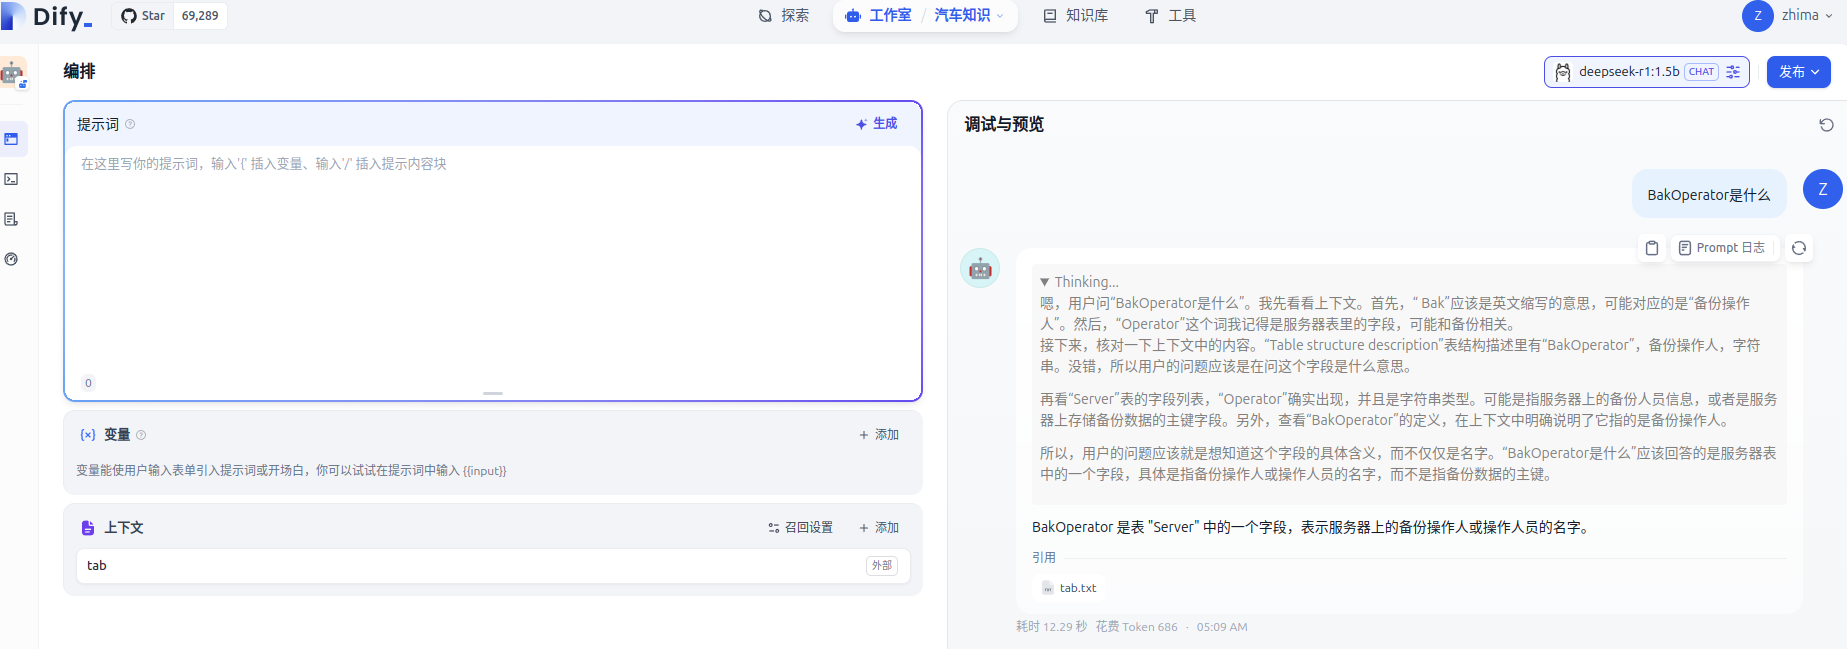 Dify_
Star 69,289
探索
工作室 / 汽车知识
知识库
工具
Z zhima
编排
deepseek-r1:1.5b CHAT
发布
提示词
生成
在这里写你的提示词，输入'{' 插入变量、输入'/' 插入提示内容块
0
{x} 变量
+ 添加
变量能使用户输入表单引入提示词或开场白，你可以试试在提示词中输入 {{input}}
上下文
召回设置
+ 添加
tab
外部
调试与预览
BakOperator是什么
Z
Prompt 日志
▼ Thinking...
嗯，用户问“BakOperator是什么”。我先看看上下文。首先，“ Bak”应该是英文缩写的意思，可能对应的是“备份操作
人”。然后，“Operator”这个词我记得是服务器表里的字段，可能和备份相关。
接下来，核对一下上下文中的内容。“Table structure description”表结构描述里有“BakOperator”，备份操作人，字符
串。没错，所以用户的问题应该是在问这个字段是什么意思。
再看“Server”表的字段列表，“Operator”确实出现，并且是字符串类型。可能是指服务器上的备份人员信息，或者是服务
器上存储备份数据的主键字段。另外，查看“BakOperator”的定义，在上下文中明确说明了它指的是备份操作人。
所以，用户的问题应该就是想知道这个字段的具体含义，而不仅仅是名字。“BakOperator是什么”应该回答的是服务器表
中的一个字段，具体是指备份操作人或操作人员的名字，而不是指备份数据的主键。
BakOperator 是表 "Server" 中的一个字段，表示服务器上的备份操作人或操作人员的名字。
引用
tab.txt
耗时 12.29 秒 花费 Token 686 · 05:09 AM